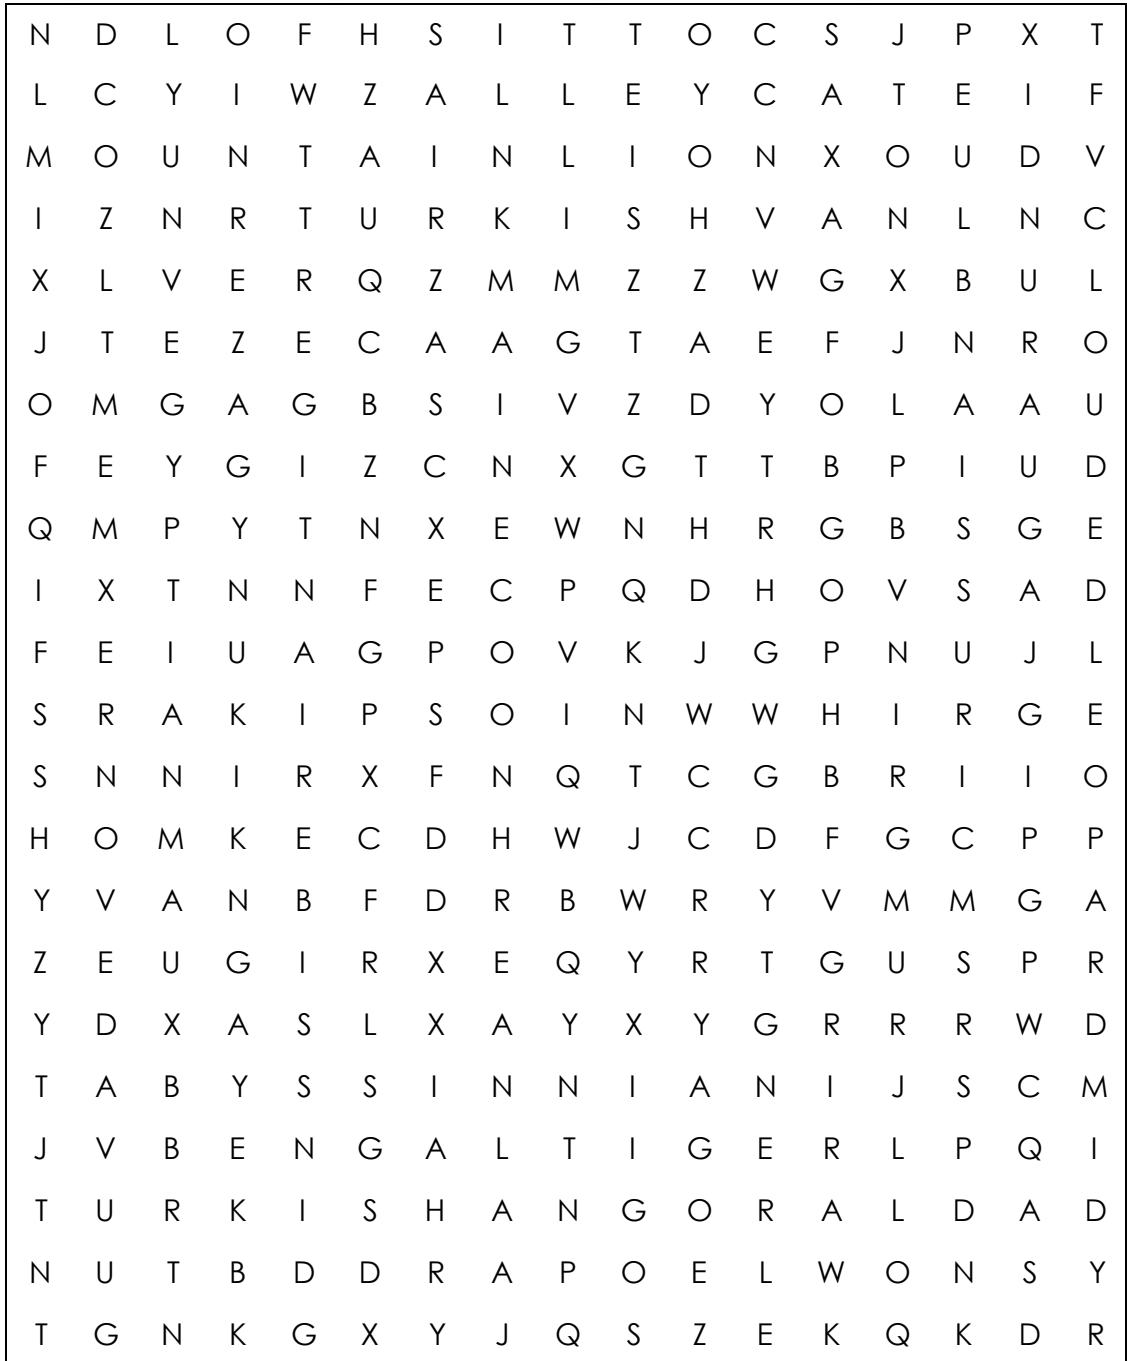 N D L O F H S I T T O C S J P X T
L C Y I W Z A L L E Y C A T E I F
M O U N T A I N L I O N X O U D V
I Z N R T U R K I S H V A N L N C
X L V E R Q Z M M Z Z W G X B U L
J T E Z E C A A G T A E F J N R O
O M G A G B S I V Z D Y O L A A U
F E Y G I Z C N X G T T B P I U D
Q M P Y T N X E W N H R G B S G E
I X T N N F E C P Q D H O V S A D
F E I U A G P O V K J G P N U J L
S R A K I P S O I N W W H I R G E
S N N I R X F N Q T C G B R I I O
H O M K E C D H W J C D F G C P P
Y V A N B F D R B W R Y V M M G A
Z E U G I R X E Q Y R T G U S P R
Y D X A S L X A Y X Y G R R R W D
T A B Y S S I N N I A N I J S C M
J V B E N G A L T I G E R L P Q I
T U R K I S H A N G O R A L D A D
N U T B D D R A P O E L W O N S Y
T G N K G X Y J Q S Z E K Q K D R